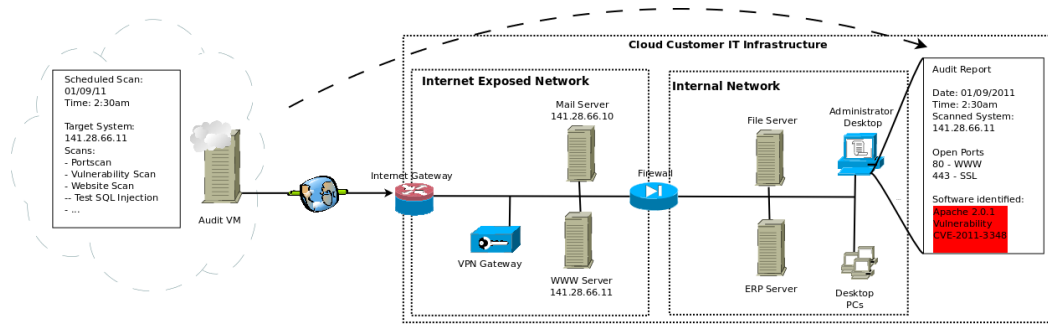 Cloud Customer IT Infrastructure
Scheduled Scan:
01/09/11
Time: 2:30am
Target System:
141.28.66.11
Scans:
- Portscan
- Vulnerability Scan
- Website Scan
-- Test SQL Injection
- ...
Audit VM
Internet Gateway
Internet Exposed Network
Mail Server
141.28.66.10
VPN Gateway
WWW Server
141.28.66.11
Firewall
Internal Network
File Server
ERP Server
Administrator
Desktop
Desktop
PCs
Audit Report
Date: 01/09/2011
Time: 2:30am
Scanned System:
141.28.66.11
Open Ports
80 - WWW
443 - SSL
Software identified:
Apache 2.0.1
Vulnerability
CVE-2011-3348